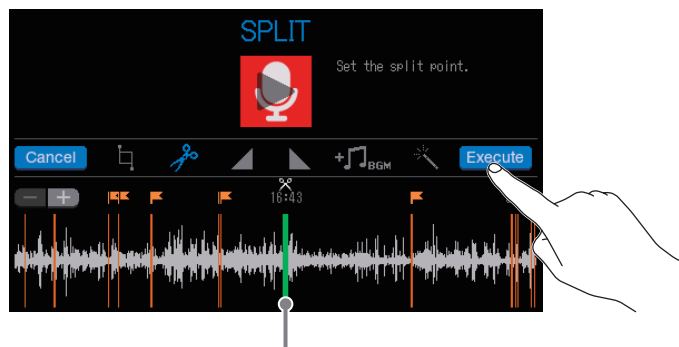 SPLIT
Set the split point.
Cancel
+ BGM
Execute
− +
16:43